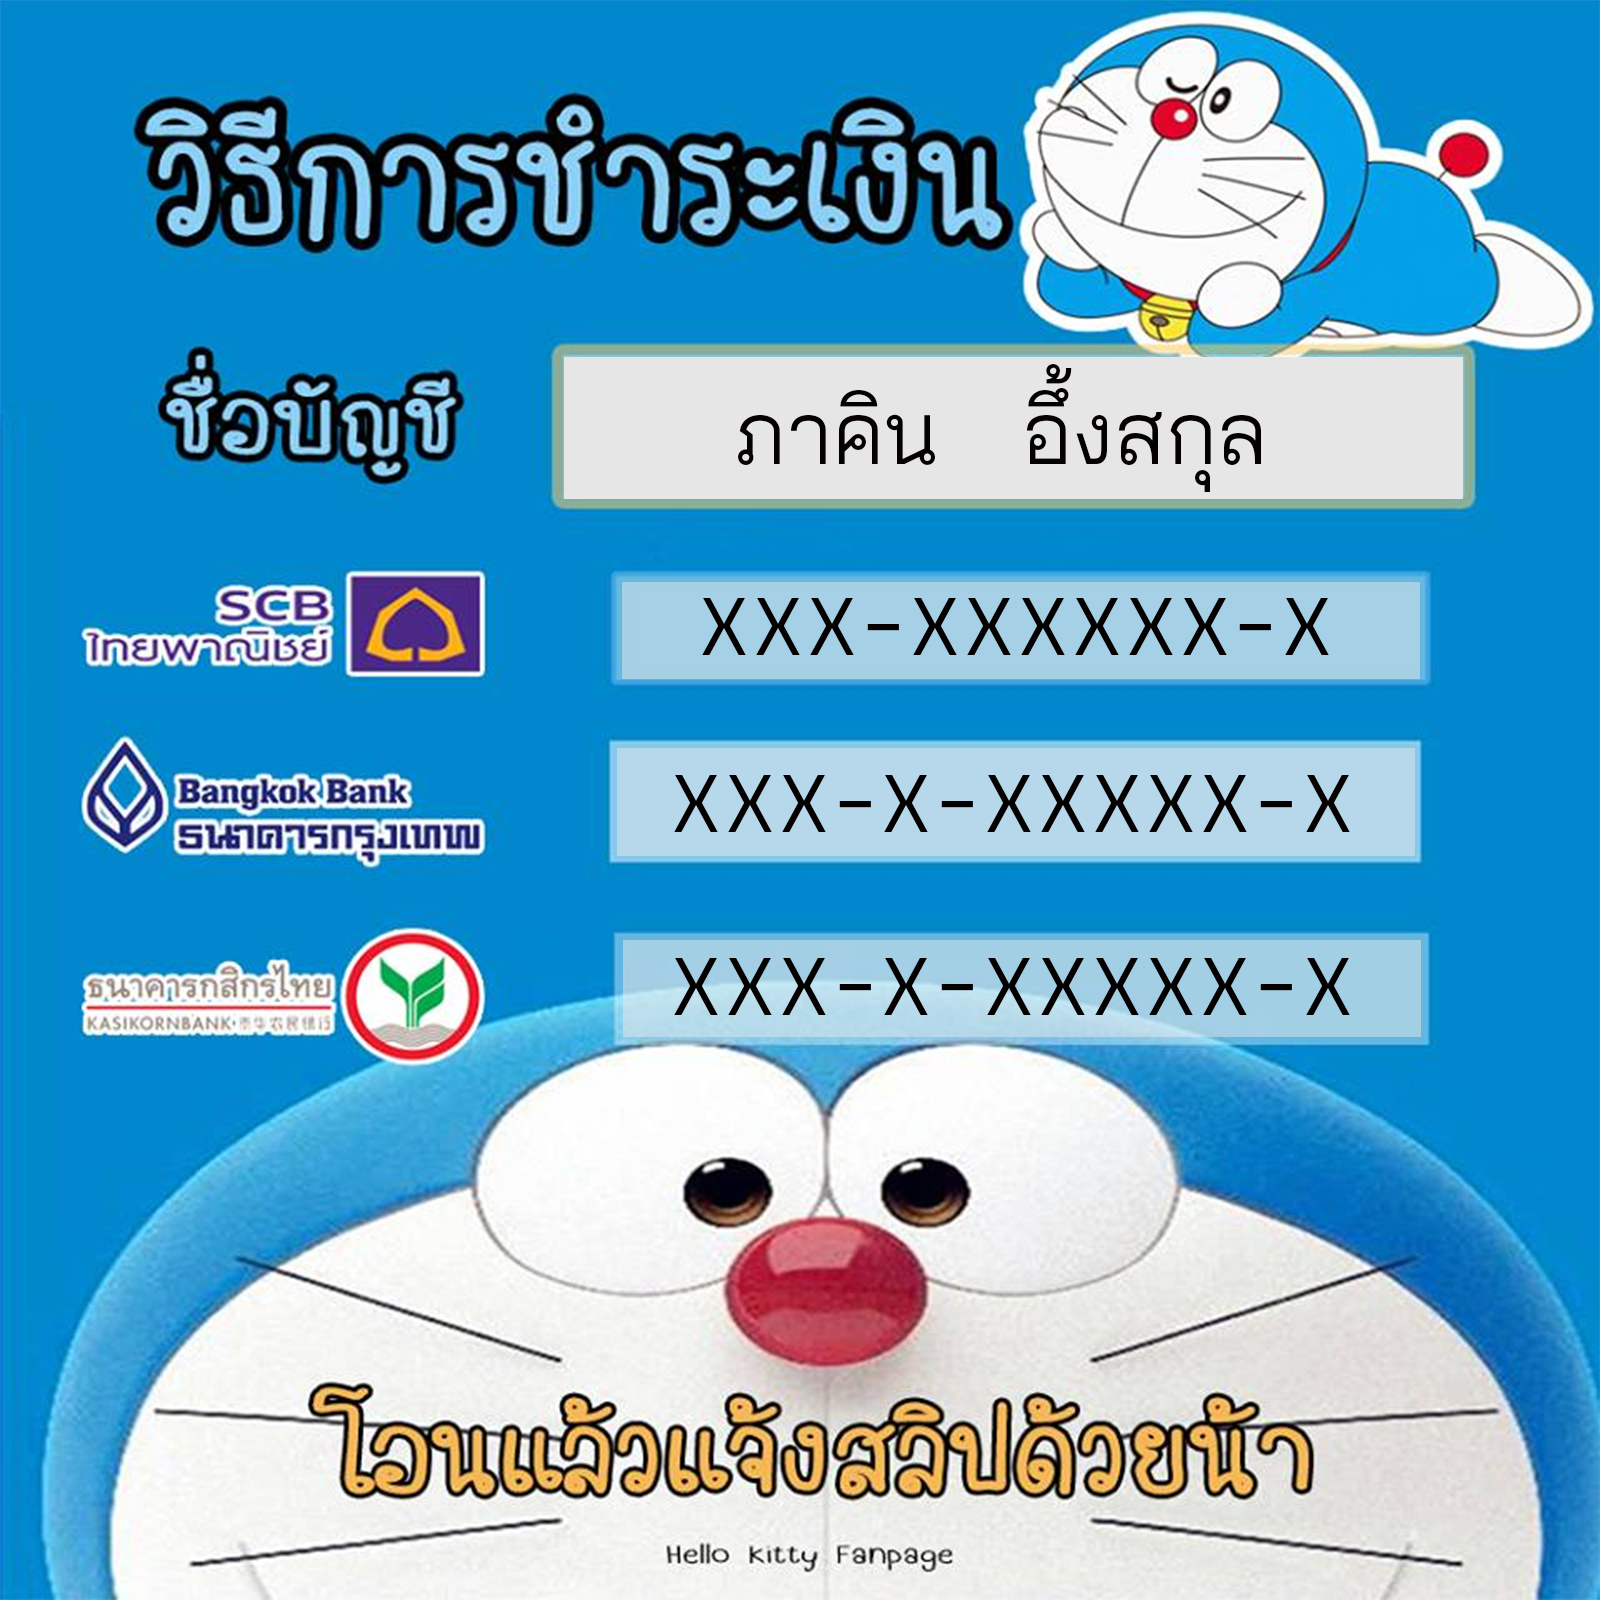 วิธีการชำระเงิน
ชื่อบัญชี
ภาคิน อึ้งสกุล
SCB
ไทยพาณิชย์
XXX-XXXXXX-X
Bangkok Bank
ธนาคารกรุงเทพ
XXX-X-XXXXX-X
ธนาคารกสิกรไทย
KASIKORNBANK
XXX-X-XXXXX-X
โอนแล้วแจ้งสลิปด้วยน้า
Hello Kitty Fanpage